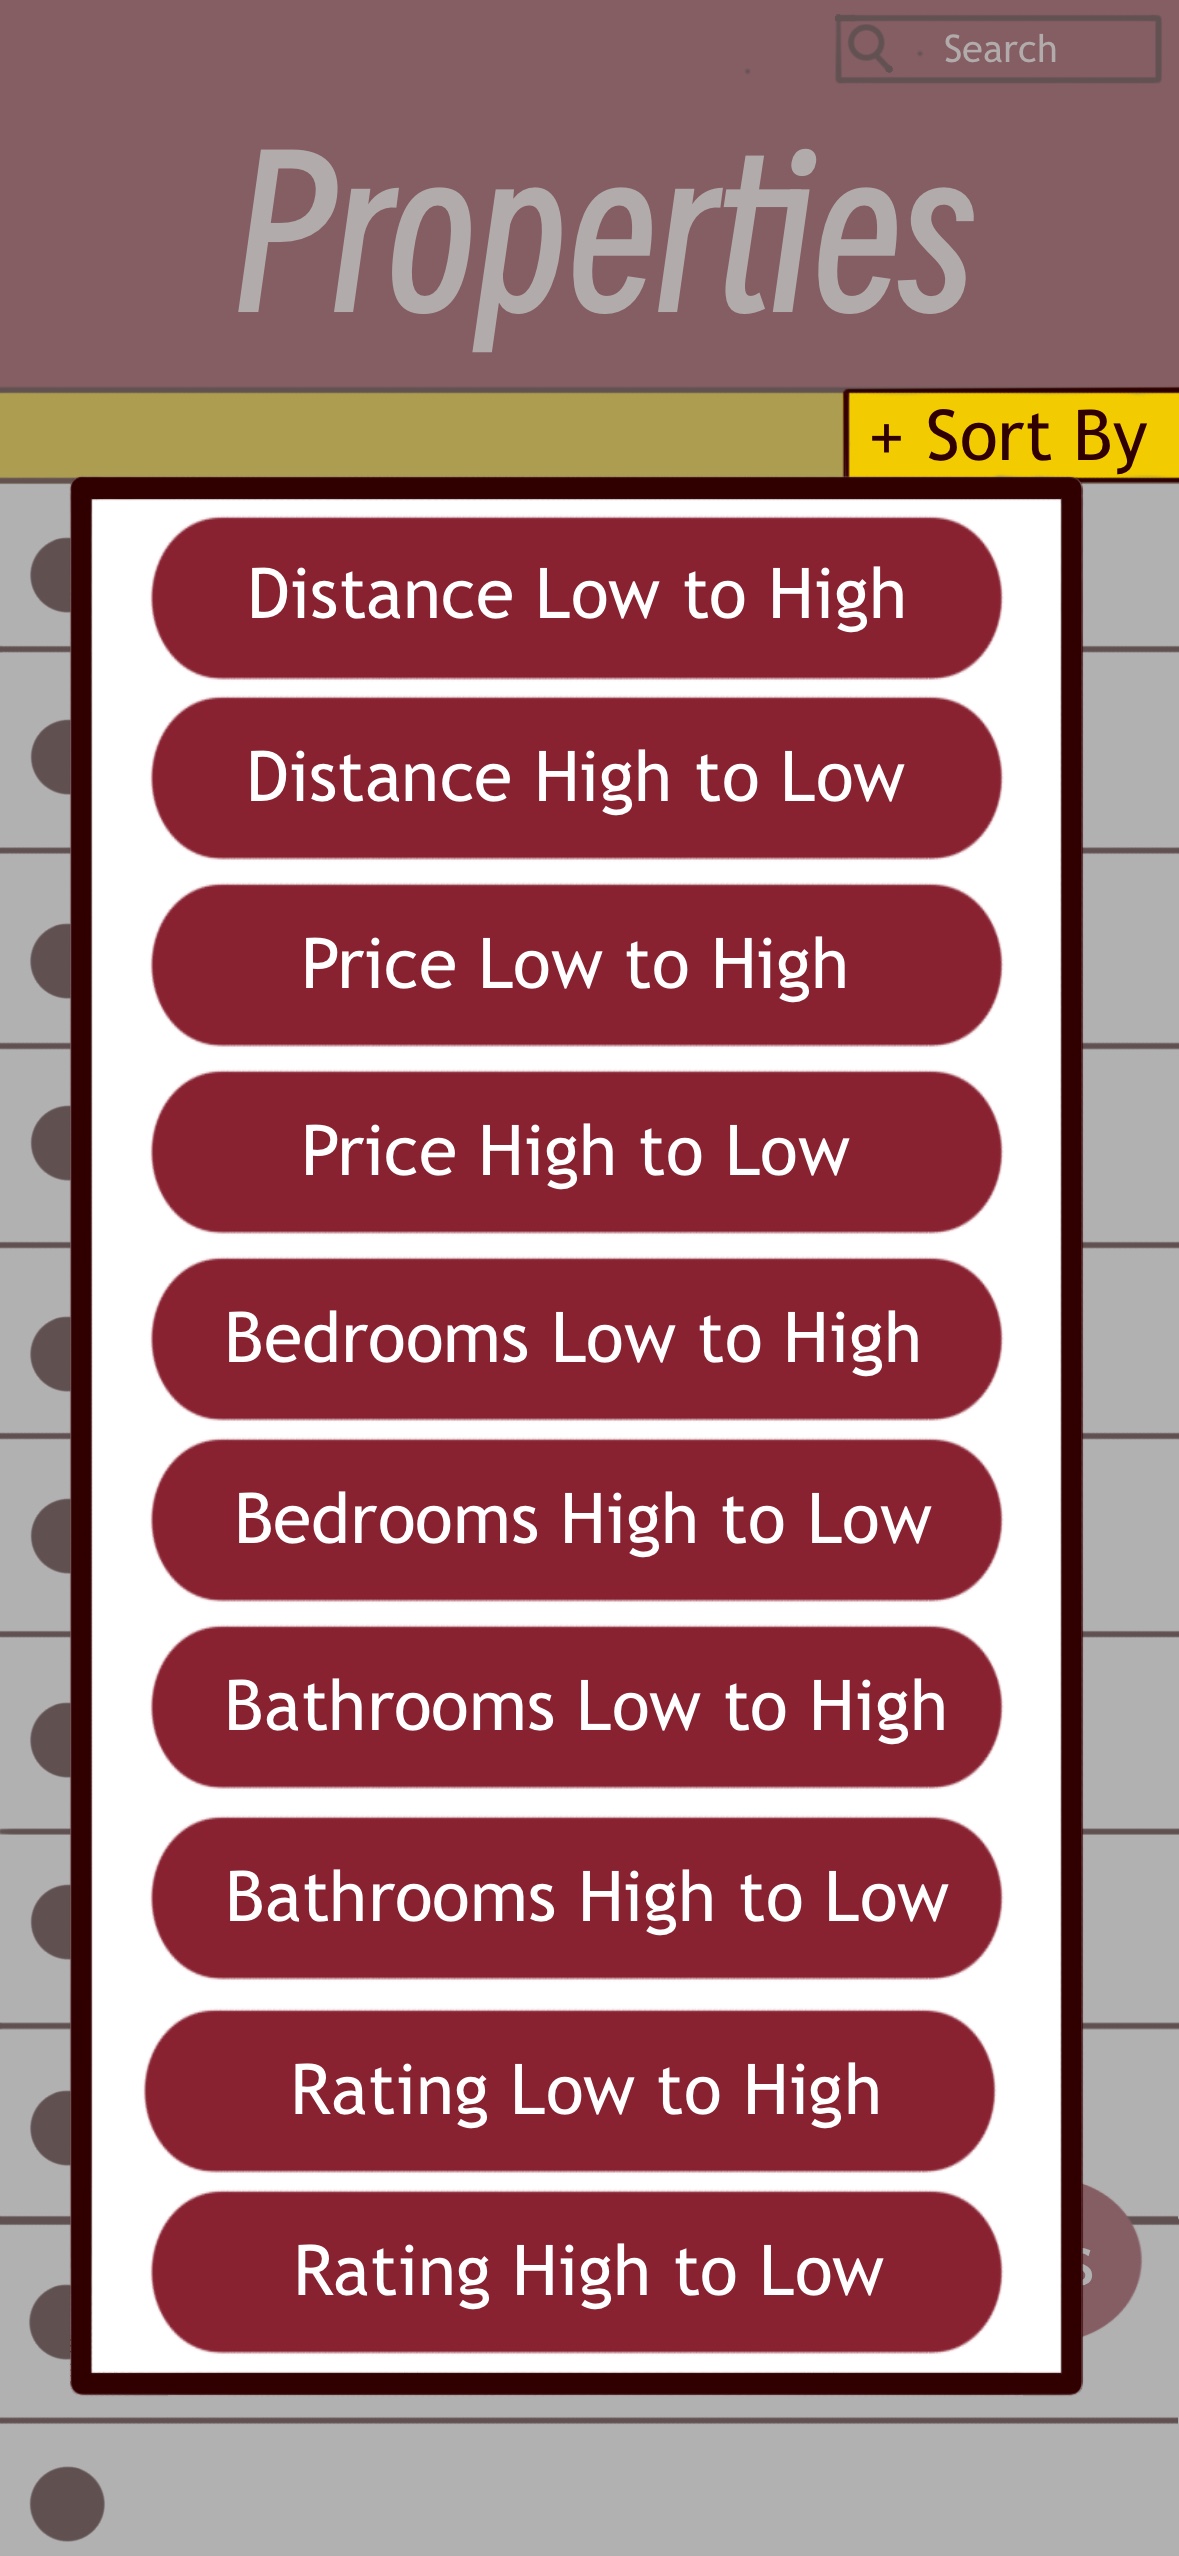 Search
Properties
+ Sort By
Distance Low to High
Distance High to Low
Price Low to High
Price High to Low
Bedrooms Low to High
Bedrooms High to Low
Bathrooms Low to High
Bathrooms High to Low
Rating Low to High
Rating High to Low